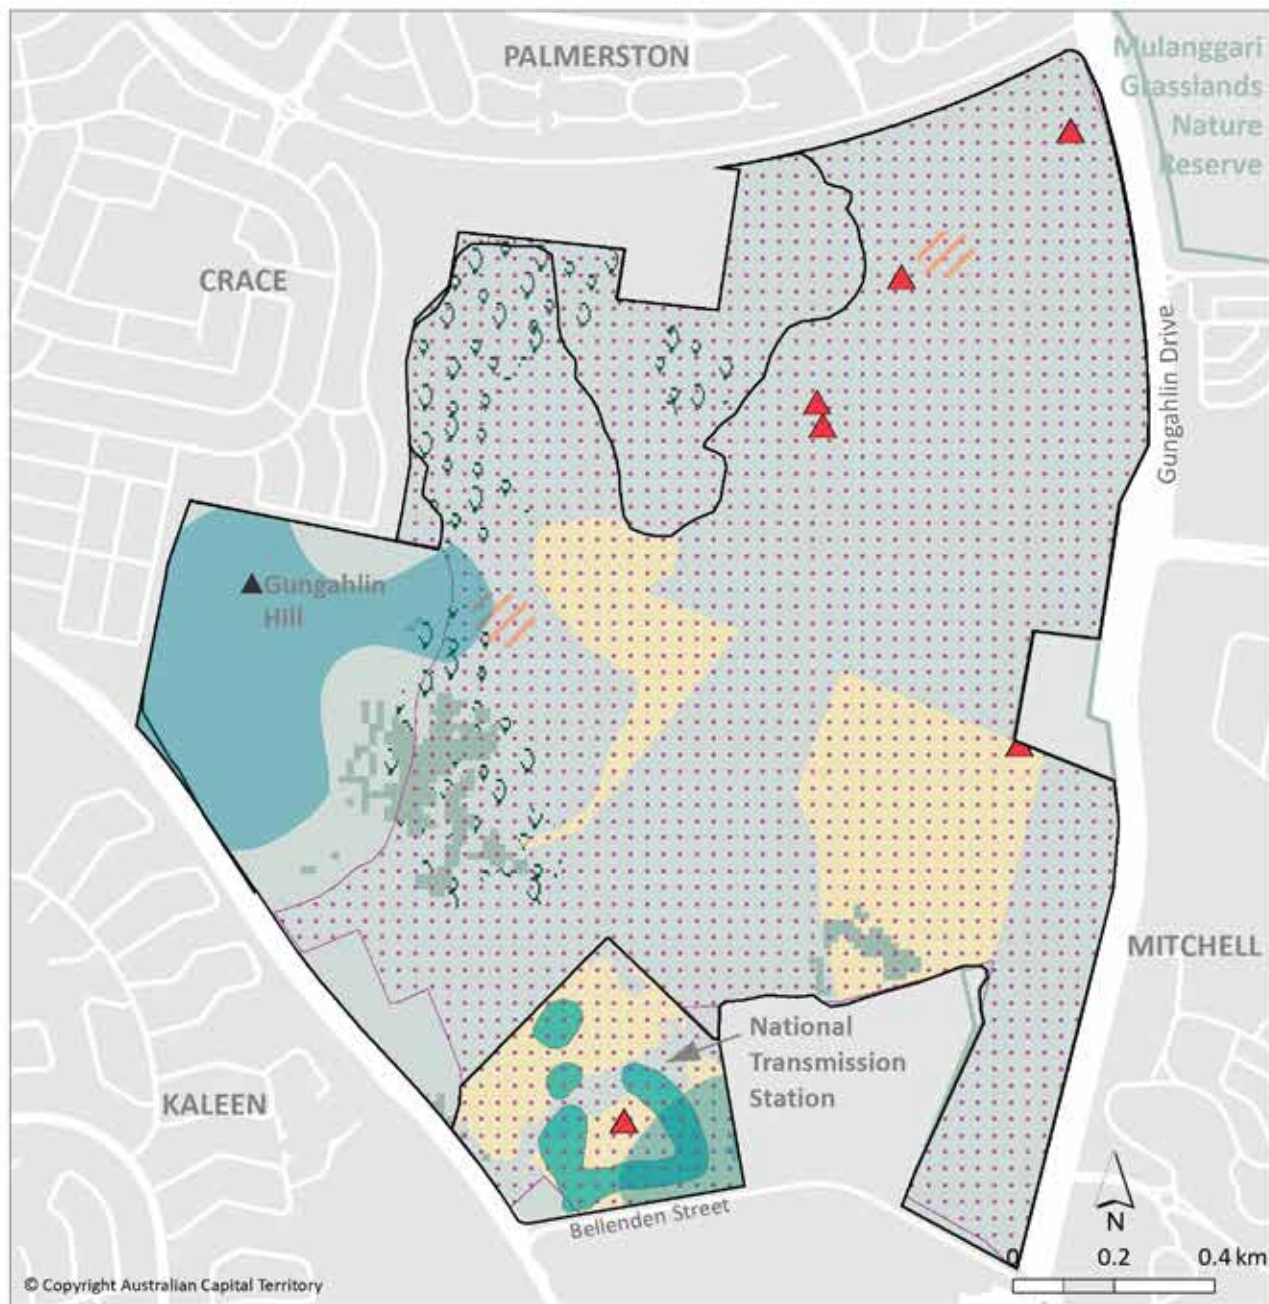 PALMERSTON
Mulanggari
Grasslands
Nature
Reserve
CRACE
Gungahlin Drive
Gungahlin
Hill
MITCHELL
National
Transmission
Station
KALEEN
Bellenden Street
N
0 0.2 0.4 km
© Copyright Australian Capital Territory